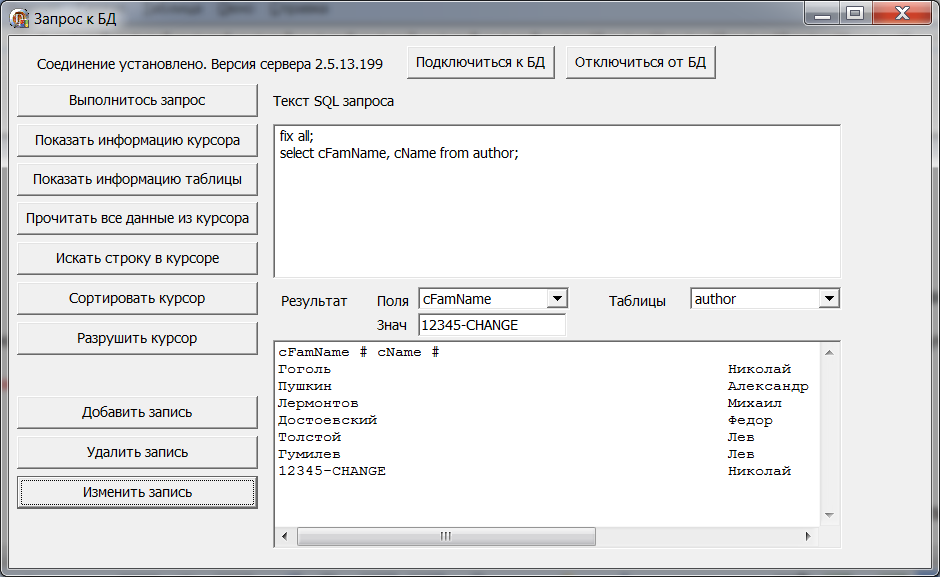 Запрос к БД
Соединение установлено. Версия сервера 2.5.13.199
Подключиться к БД
Отключиться от БД
Выполнитось запрос
Показать информацию курсора
Показать информацию таблицы
Прочитать все данные из курсора
Искать строку в курсоре
Сортировать курсор
Разрушить курсор
Добавить запись
Удалить запись
Изменить запись
Текст SQL запроса
fix all;
select cFamName, cName from author;
Результат
Поля cFamName
Таблицы author
Знач 12345-CHANGE
cFamName # cName #
Гоголь Николай
Пушкин Александр
Лермонтов Михаил
Достоевский Федор
Толстой Лев
Гумилев Лев
12345-CHANGE Николай